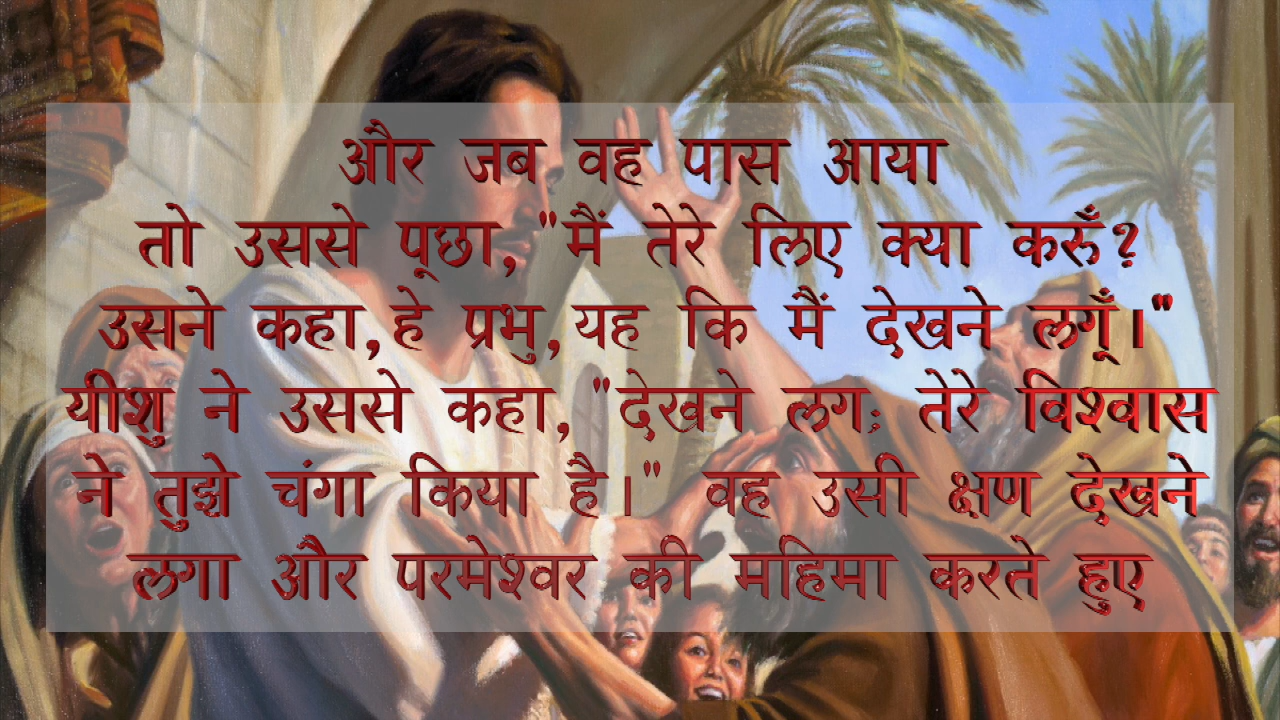 और जब वह पास आया
तो उससे पूछा, "मैं तेरे लिए क्या करुँ?
उसने कहा, हे प्रभु, यह कि मैं देखने लगूँ।"
यीशु ने उससे कहा, "देखने लगः तेरे विश्वास
ने तुझे चंगा किया है।" वह उसी क्षण देखने
लगा और परमेश्वर की महिमा करते हुए